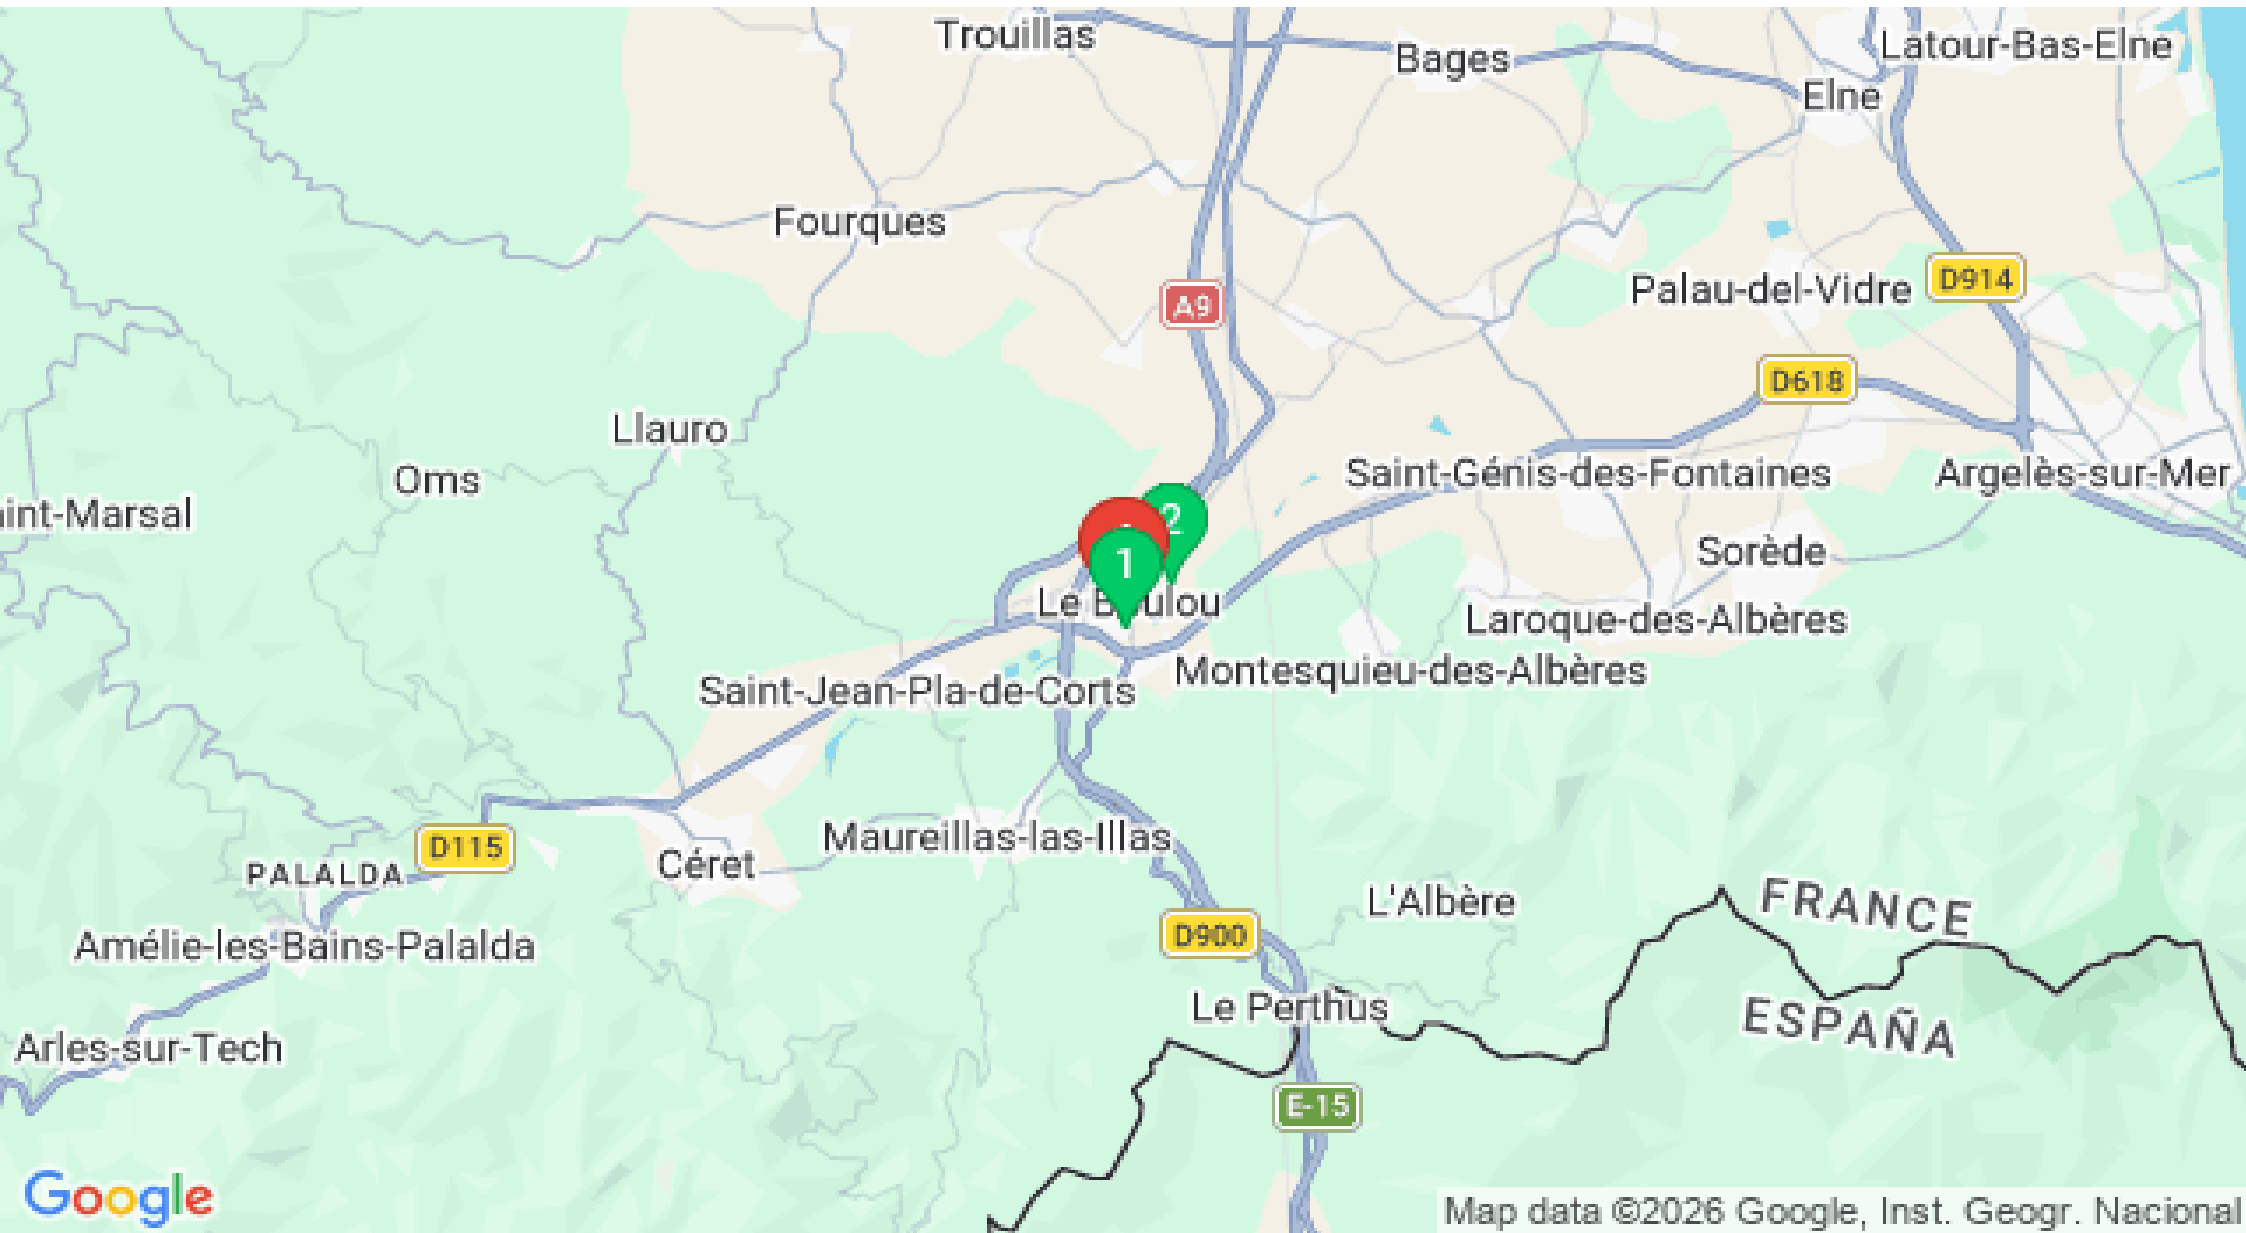 Trouillas
Bages
Latour-Bas-Elne
Elne
Fourques
D914
Palau-del-Vidre
A9
D618
Llauro
Oms
Saint-Génis-des-Fontaines
Argelès-sur-Mer
int-Marsal
2
1
Sorède
Le Boulou
Laroque-des-Albères
Montesquieu-des-Albères
Saint-Jean-Pla-de-Corts
Maureillas-las-Illas
D115
Céret
PALALDA
L'Albère
FRANCE
D900
Amélie-les-Bains-Palalda
Le Perthus
ESPAÑA
Arles-sur-Tech
E-15
Google
Map data ©2026 Google, Inst. Geogr. Nacional